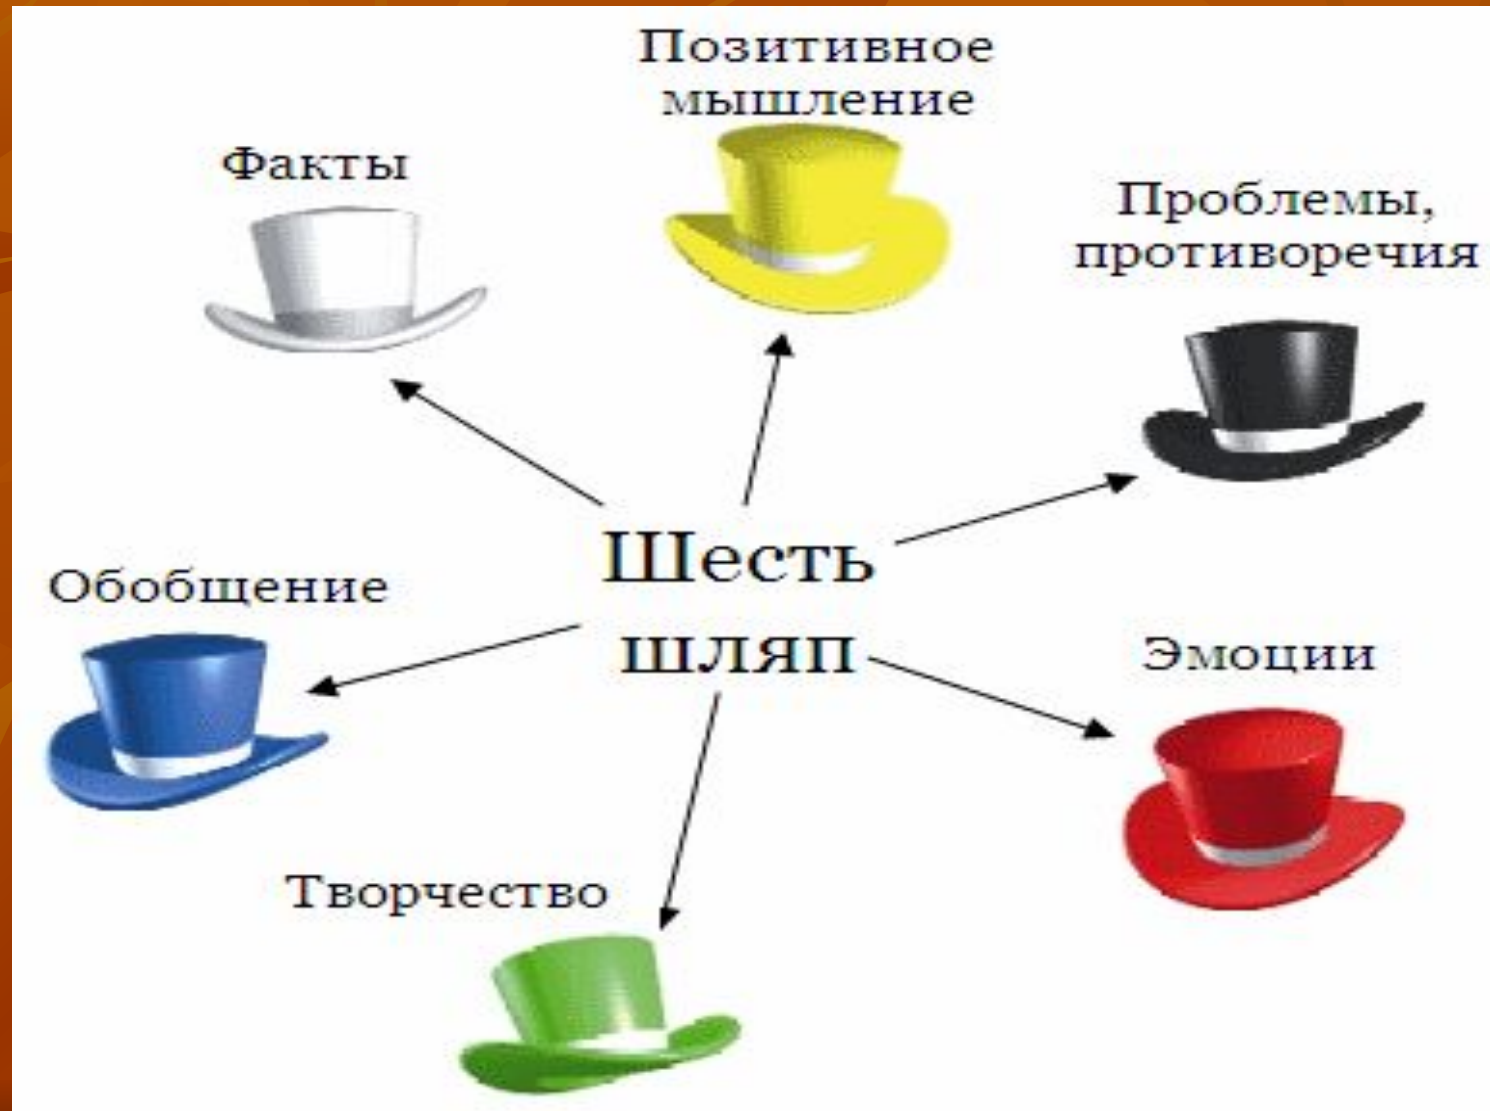 Позитивное
мышление
Факты
Проблемы,
противоречия
Шесть
шляп
Обобщение
Эмоции
Творчество